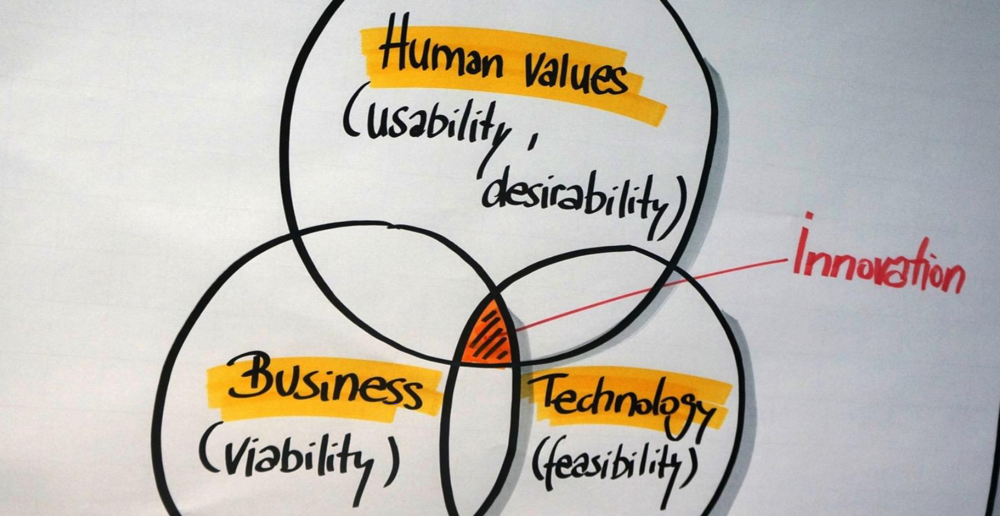 Human values
(usability,
desirability)
Innovation
Business
(viability)
Technology
(feasibility)